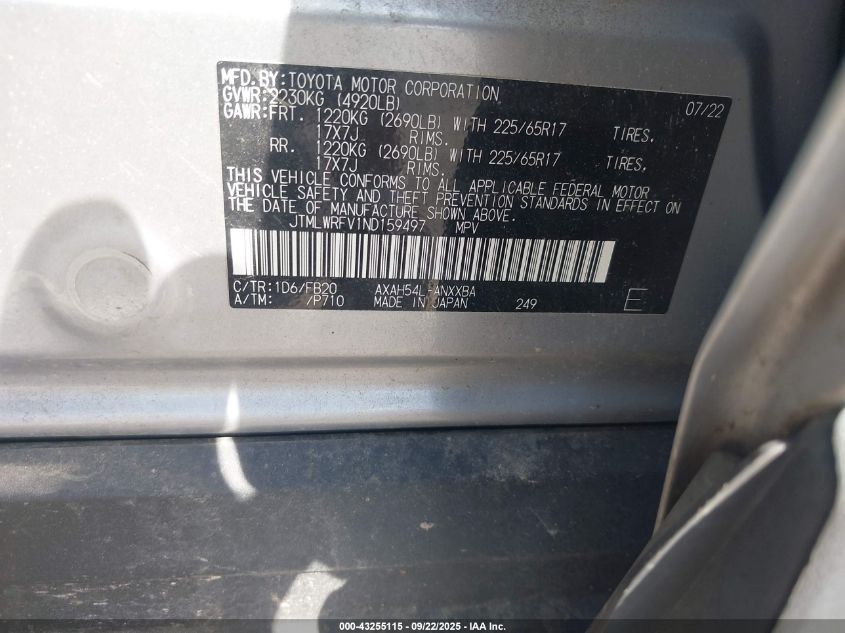 MFD.BY:TOYOTA MOTOR CORPORATION 07/22
GVWR:2230KG (4920LB)
GAWR:FRT. 1220KG (2690LB) WITH 225/65R17 TIRES,
17X7J RIMS.
RR. 1220KG (2690LB) WITH 225/65R17 TIRES,
17X7J RIMS.
THIS VEHICLE CONFORMS TO ALL APPLICABLE FEDERAL MOTOR
VEHICLE SAFETY AND THEFT PREVENTION STANDARDS IN EFFECT ON
THE DATE OF MANUFACTURE SHOWN ABOVE.
JTMLWRFV1ND159497 MPV
C/TR:1D6/FB20 AXAH54L-ANXXBA
A/TM: /P710 MADE IN JAPAN 249 E
000-43255115 - 09/22/2025 - IAA Inc.